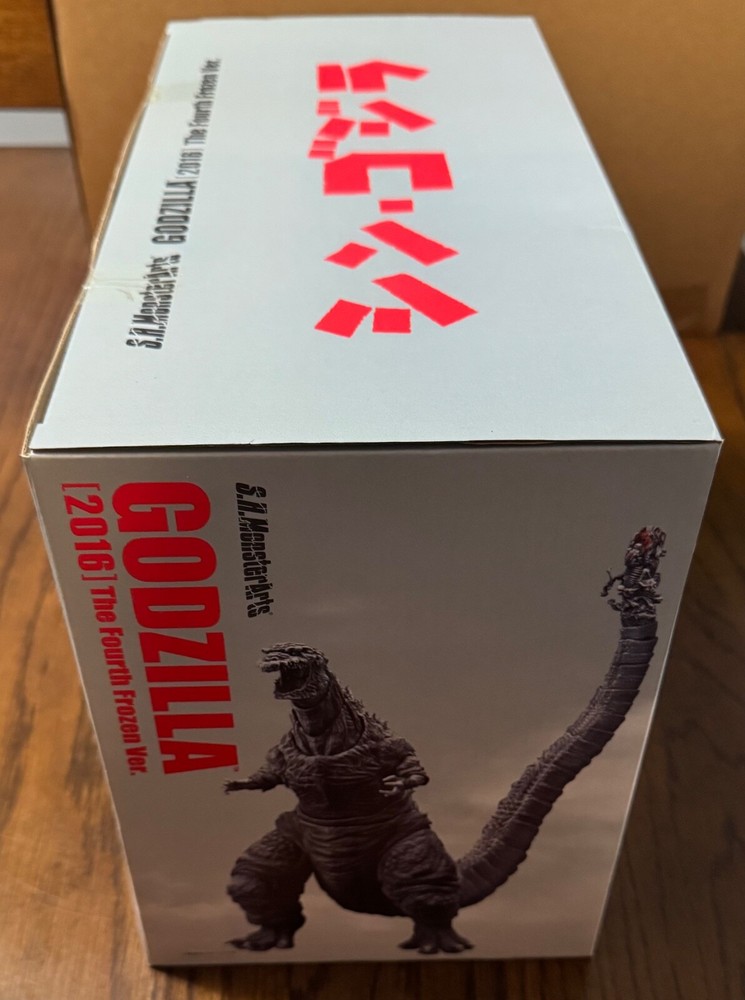 シン・ゴジラ
S.H.MonsterArts GODZILLA [2016] The Fourth Frozen Ver.
S.H.MonsterArts
GODZILLA
[2016] The Fourth Frozen Ver.